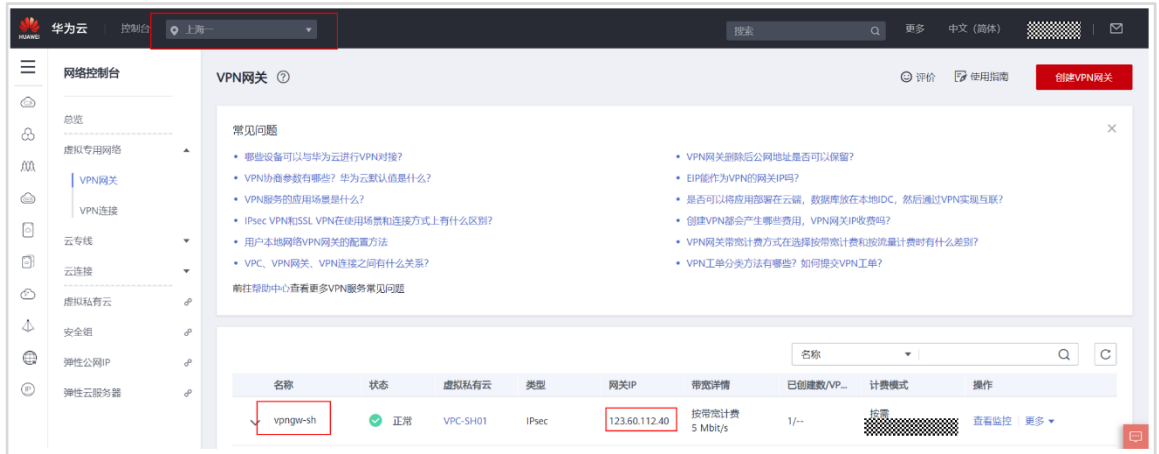 HUAWEI 华为云 控制台 上海一 搜索 更多 中文（简体）
网络控制台
VPN网关
评价 使用指南 创建VPN网关
总览
虚拟专用网络
VPN网关
VPN连接
云专线
云连接
虚拟私有云
安全组
弹性公网IP
弹性云服务器
常见问题
哪些设备可以与华为云进行VPN对接？
VPN协商参数有哪些？华为云默认值是什么？
VPN服务的应用场景是什么？
IPsec VPN和SSL VPN在使用场景和连接方式上有什么区别？
用户本地网络VPN网关的配置方法
VPC、VPN网关、VPN连接之间有什么关系？
VPN网关删除后公网地址是否可以保留？
EIP能作为VPN的网关IP吗？
是否可以将应用部署在云端，数据库放在本地IDC，然后通过VPN实现互联？
创建VPN都会产生哪些费用，VPN网关IP收费吗？
VPN网关带宽计费方式在选择按带宽计费和按流量计费时有什么差别？
VPN工单分类方法有哪些？如何提交VPN工单？
前往帮助中心查看更多VPN服务常见问题
名称
名称 状态 虚拟私有云 类型 网关IP 带宽详情 已创建数/VP... 计费模式 操作
vpngw-sh 正常 VPC-SH01 IPsec 123.60.112.40 按带宽计费 1/-- 按需 查看监控 更多
5 Mbit/s